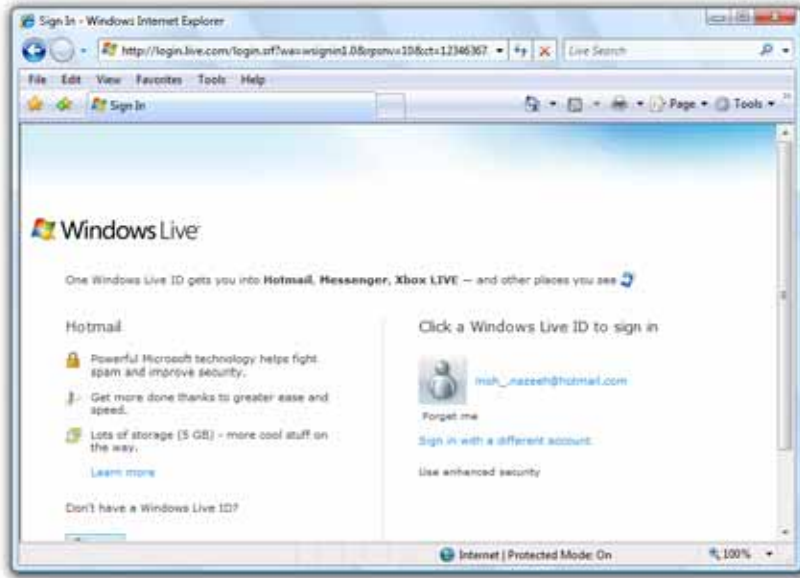 Sign In - Windows Internet Explorer
http://login.live.com/login.srf?wa=wsignin1.0&rpsnv=10&ct=12346367
Live Search
File Edit View Favorites Tools Help
Sign In
Page Tools
Windows Live
One Windows Live ID gets you into Hotmail, Messenger, Xbox LIVE — and other places you see
Hotmail
Powerful Microsoft technology helps fight
spam and improve security.
Get more done thanks to greater ease and
speed.
Lots of storage (5 GB) - more cool stuff on
the way.
Learn more
Don't have a Windows Live ID?
Click a Windows Live ID to sign in
moh_.nazeeh@hotmail.com
Forget me
Sign in with a different account
Use enhanced security
Internet | Protected Mode: On
100%